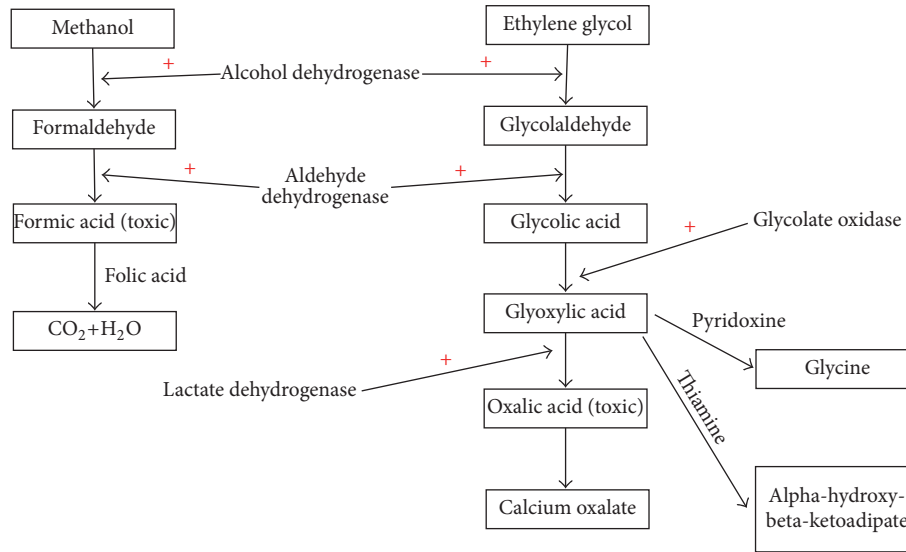 Methanol
Ethylene glycol
+
+
Alcohol dehydrogenase
Formaldehyde
Glycolaldehyde
+
+
Aldehyde
dehydrogenase
Formic acid (toxic)
Glycolic acid
Glycolate oxidase
+
Folic acid
CO₂+H₂O
Glyoxylic acid
Pyridoxine
+
Lactate dehydrogenase
Glycine
Thiamine
Oxalic acid (toxic)
Calcium oxalate
Alpha-hydroxy-
beta-ketoadipate